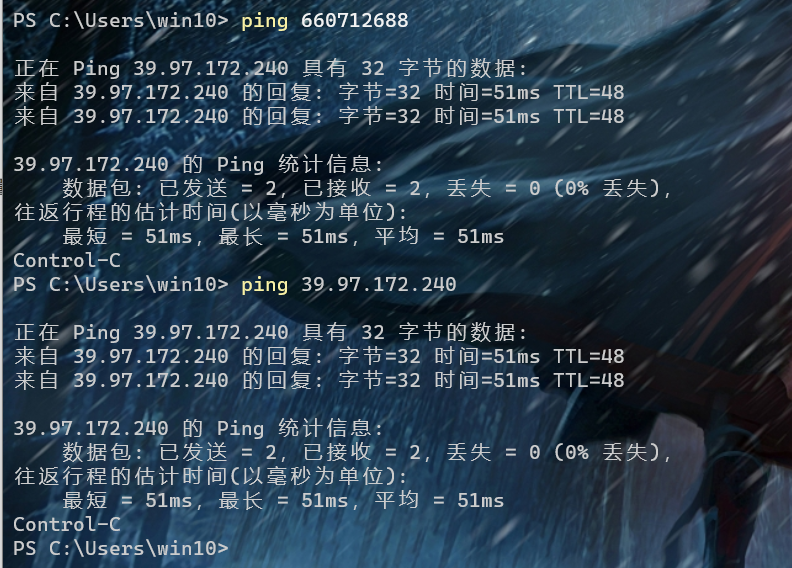 PS C:\Users\win10> ping 660712688
正在 Ping 39.97.172.240 具有 32 字节的数据:
来自 39.97.172.240 的回复: 字节=32 时间=51ms TTL=48
来自 39.97.172.240 的回复: 字节=32 时间=51ms TTL=48
39.97.172.240 的 Ping 统计信息:
    数据包: 已发送 = 2, 已接收 = 2, 丢失 = 0 (0% 丢失),
往返行程的估计时间(以毫秒为单位):
    最短 = 51ms, 最长 = 51ms, 平均 = 51ms
Control-C
PS C:\Users\win10> ping 39.97.172.240
正在 Ping 39.97.172.240 具有 32 字节的数据:
来自 39.97.172.240 的回复: 字节=32 时间=51ms TTL=48
来自 39.97.172.240 的回复: 字节=32 时间=51ms TTL=48
39.97.172.240 的 Ping 统计信息:
    数据包: 已发送 = 2, 已接收 = 2, 丢失 = 0 (0% 丢失),
往返行程的估计时间(以毫秒为单位):
    最短 = 51ms, 最长 = 51ms, 平均 = 51ms
Control-C
PS C:\Users\win10>